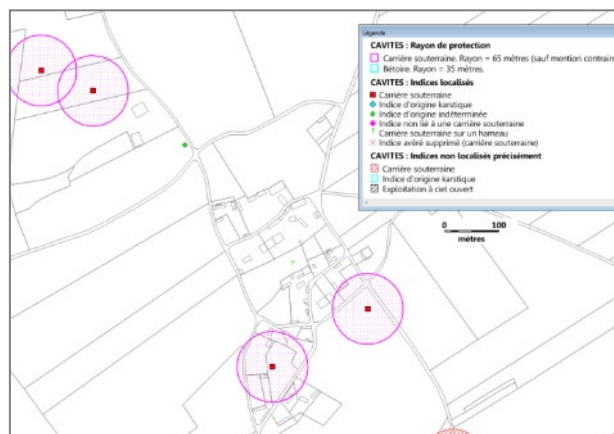 Légende
CAVITES : Rayon de protection
Carrière souterraine. Rayon = 65 mètres (sauf mention contraire
Bétoire. Rayon = 35 mètres.
CAVITES : Indices localisés
Carrière souterraine
Indice d'origine karstique
Indice d'origine indéterminée
Indice non lié à une carrière souterraine
Carrière souterraine sur un hameau
Indice avéré supprimé (carrière souterraine)
CAVITES : Indices non localisés précisément
Carrière souterraine
Indice d'origine karstique
Exploitation à ciel ouvert
0 100
mètres